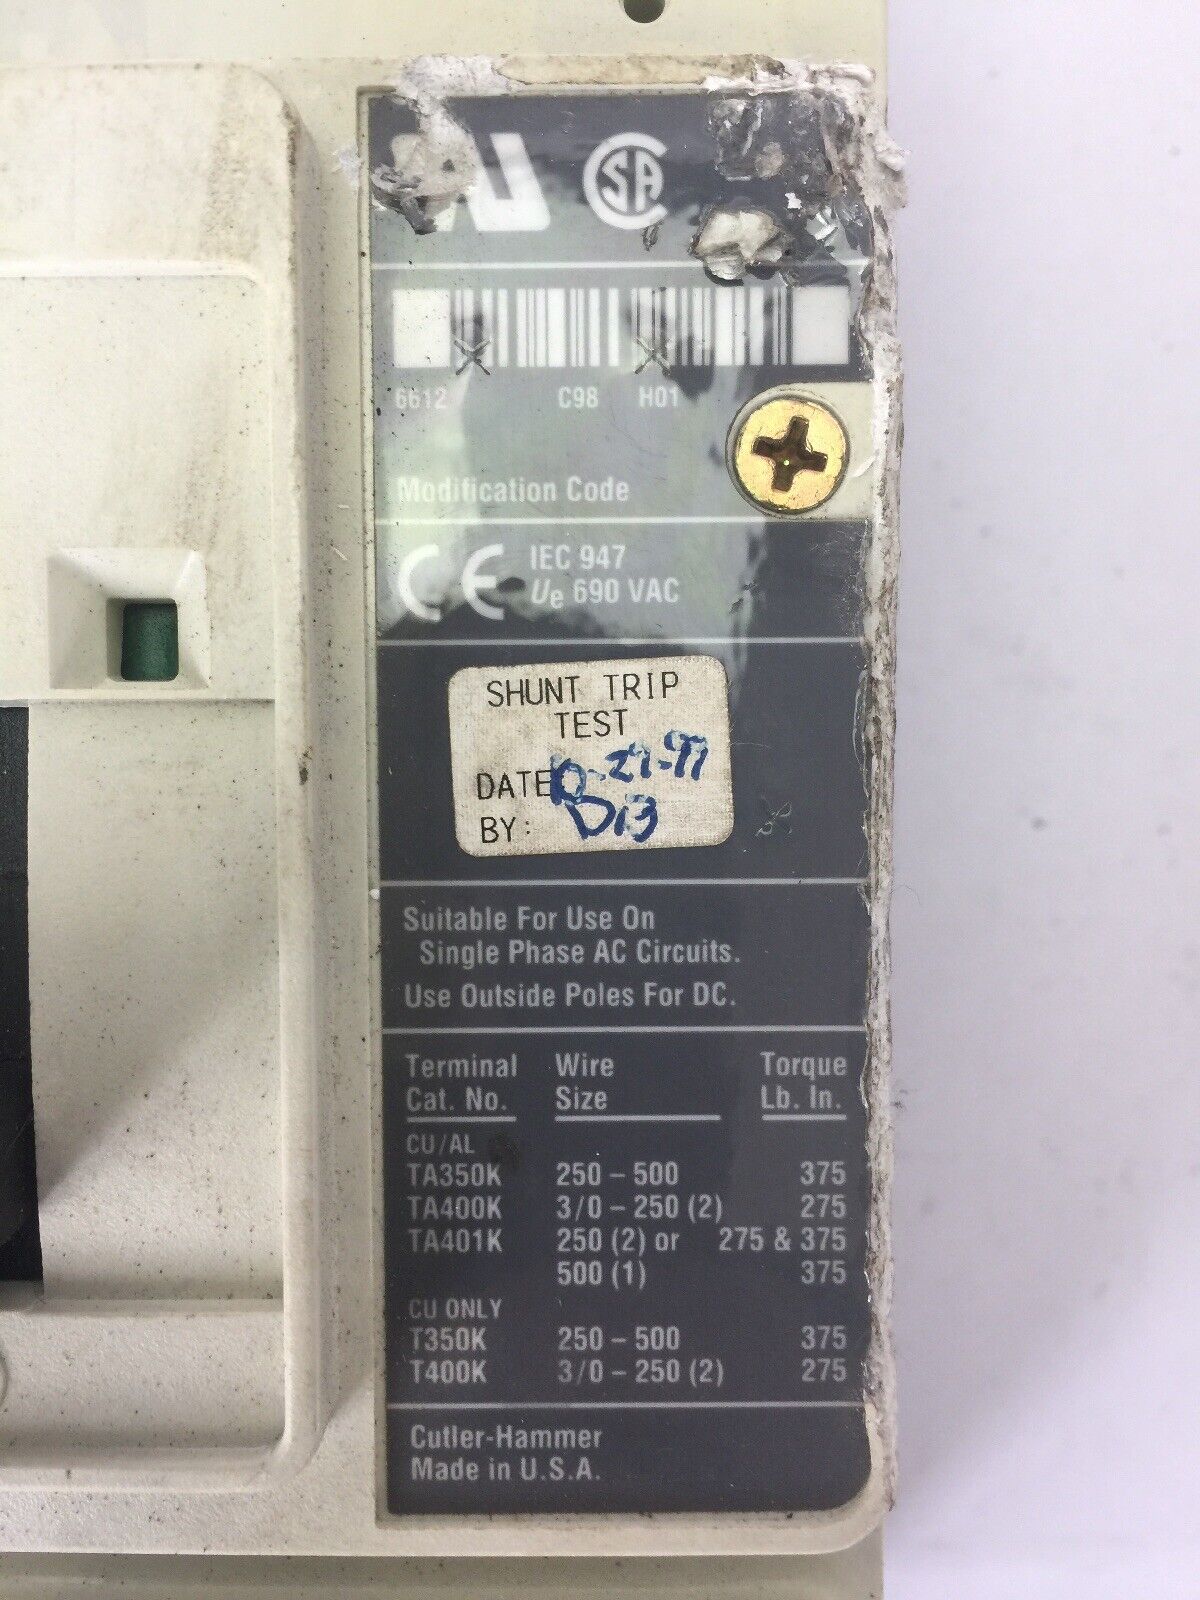 CSA
6612 C98 H01
Modification Code
CE IEC 947
Ue 690 VAC
SHUNT TRIP
TEST
DATE
BY:
Suitable For Use On
Single Phase AC Circuits.
Use Outside Poles For DC.
Terminal Wire Torque
Cat. No. Size Lb. In.
CU/AL
TA350K 250 – 500 375
TA400K 3/0 – 250 (2) 275
TA401K 250 (2) or 275 & 375
500 (1) 375
CU ONLY
T350K 250 – 500 375
T400K 3/0 – 250 (2) 275
Cutler-Hammer
Made in U.S.A.